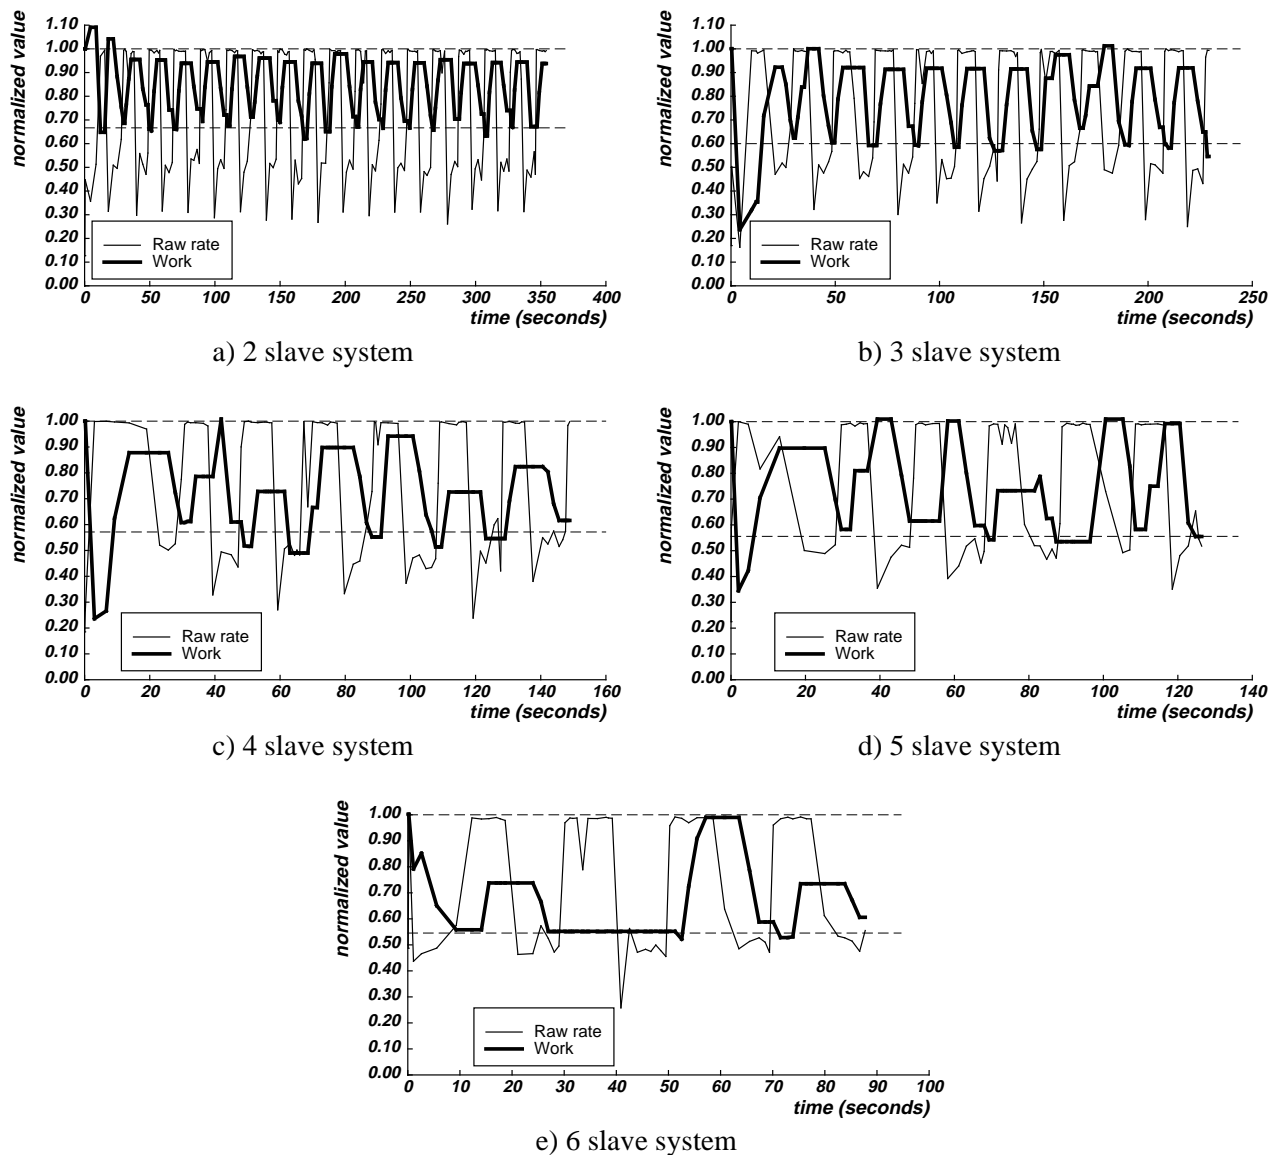 normalized value
1.10
1.00
0.90
0.80
0.70
0.60
0.50
0.40
0.30
0.20
0.10
0.00
Raw rate
Work
0 50 100 150 200 250 300 350 400
time (seconds)
a) 2 slave system
normalized value
1.10
1.00
0.90
0.80
0.70
0.60
0.50
0.40
0.30
0.20
0.10
0.00
Raw rate
Work
0 50 100 150 200 250
time (seconds)
b) 3 slave system
normalized value
1.00
0.90
0.80
0.70
0.60
0.50
0.40
0.30
0.20
0.10
0.00
Raw rate
Work
0 20 40 60 80 100 120 140 160
time (seconds)
c) 4 slave system
normalized value
1.00
0.90
0.80
0.70
0.60
0.50
0.40
0.30
0.20
0.10
0.00
Raw rate
Work
0 20 40 60 80 100 120 140
time (seconds)
d) 5 slave system
normalized value
1.00
0.90
0.80
0.70
0.60
0.50
0.40
0.30
0.20
0.10
0.00
Raw rate
Work
0 10 20 30 40 50 60 70 80 90 100
time (seconds)
e) 6 slave system